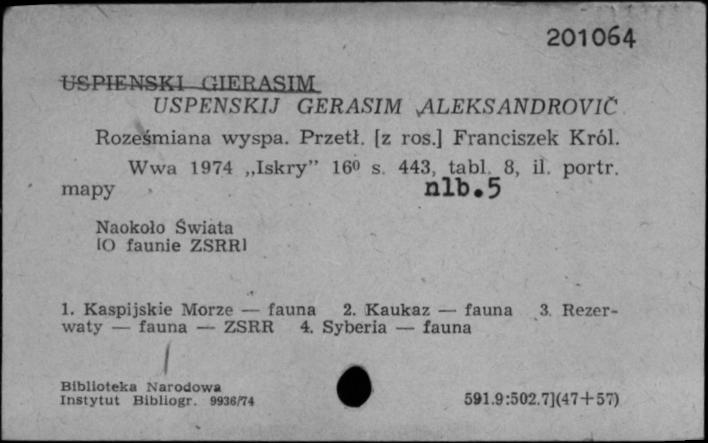 201064
USPIENSKI GIERASIM
USPENSKIJ GERASIM ALEKSANDROVIČ
Roześmiana wyspa. Przetł. [z ros.] Franciszek Król.
Wwa 1974 „Iskry” 16⁰ s. 443, tabl. 8, il. portr.
mapy nlb.5
Naokoło Świata
[O faunie ZSRR]
1. Kaspijskie Morze — fauna 2. Kaukaz — fauna 3. Rezer-
waty — fauna — ZSRR 4. Syberia — fauna
Biblioteka Narodowa
Instytut Bibliogr. 9936/74 591.9:502.7](47+57)